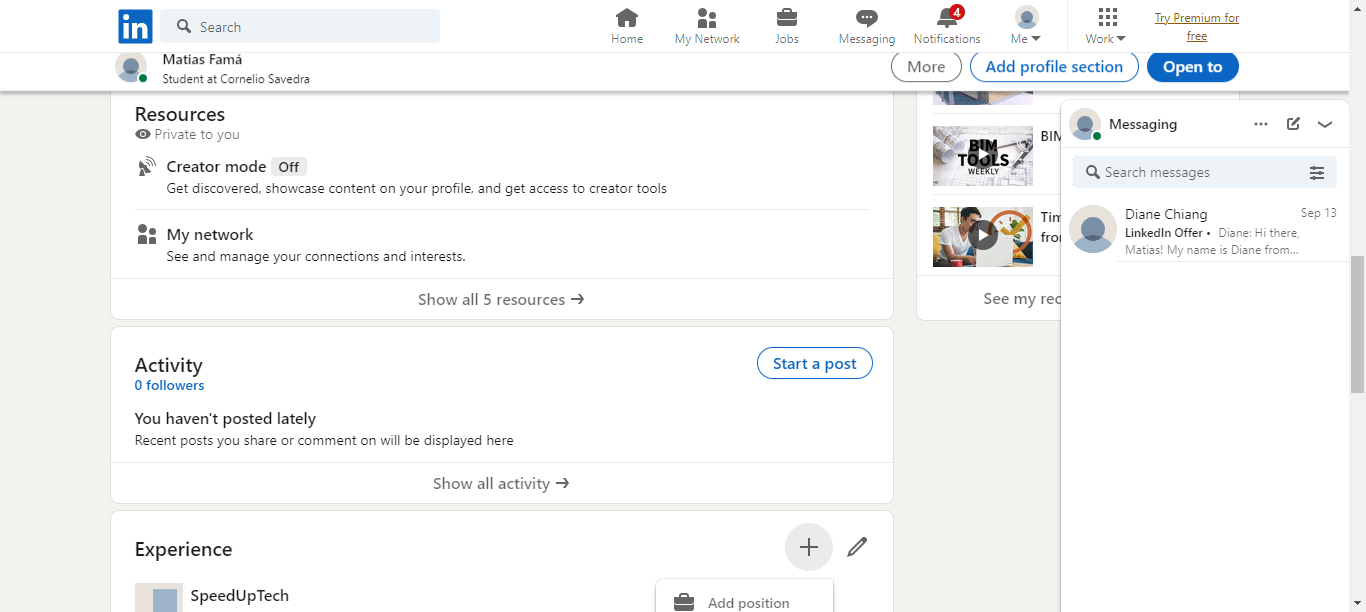 in
Search
Home
My Network
Jobs
Messaging
4
Notifications
Me
Work
Try Premium for
free
Matias Famá
Student at Cornelio Savedra
More
Add profile section
Open to
Resources
Private to you
Creator mode Off
Get discovered, showcase content on your profile, and get access to creator tools
My network
See and manage your connections and interests.
Show all 5 resources →
Activity
0 followers
Start a post
You haven't posted lately
Recent posts you share or comment on will be displayed here
Show all activity →
Experience
SpeedUpTech
Add position
BIM
TOOLS
WEEKLY
BIM
Tim
fro
See my rec
Messaging
Search messages
Diane Chiang
Sep 13
LinkedIn Offer • Diane: Hi there,
Matias! My name is Diane from...